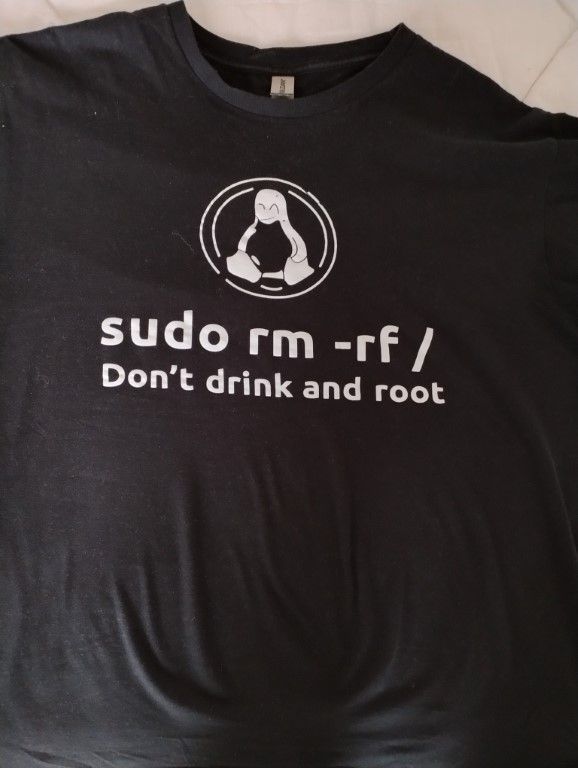 sudo rm -rf /
Don't drink and root